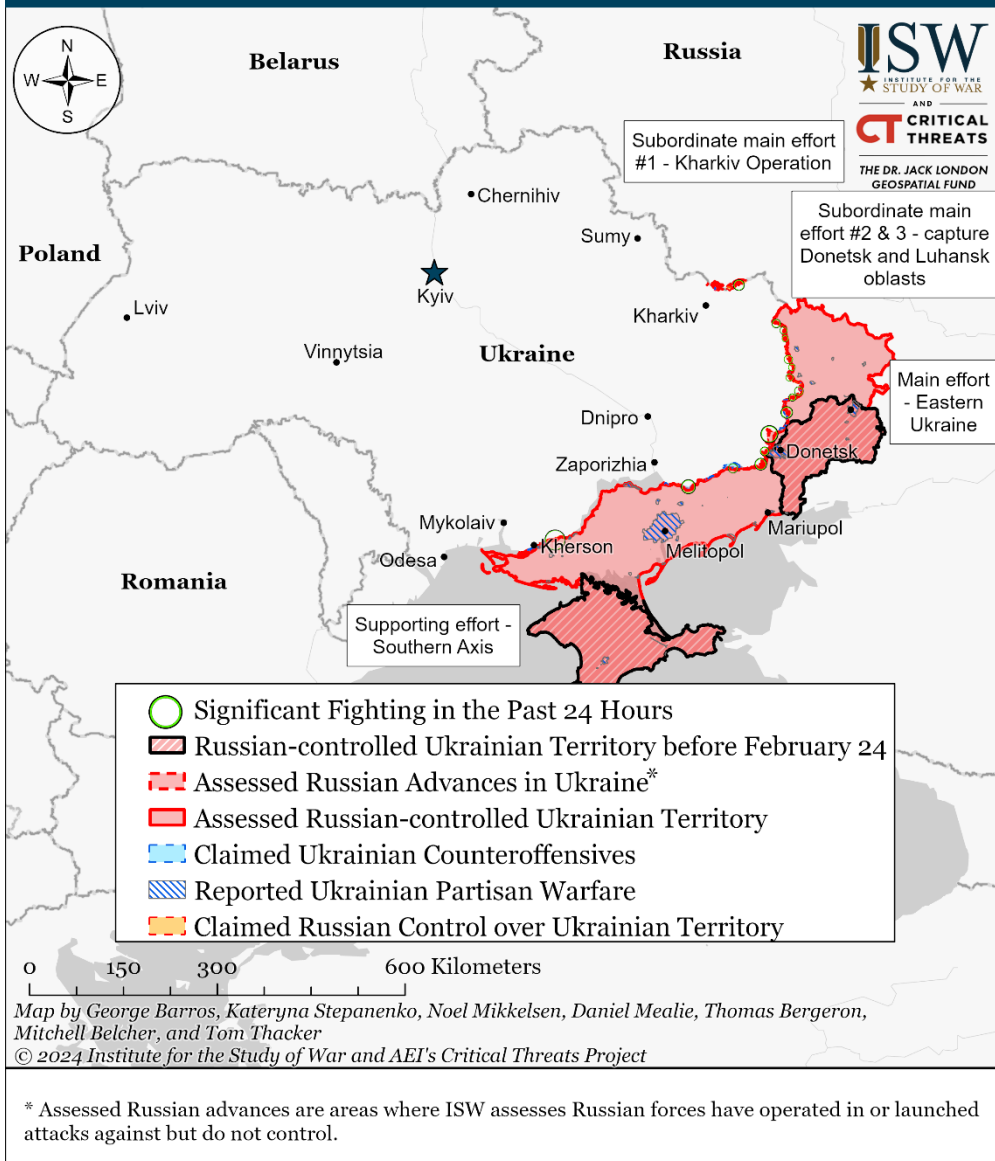 N
W
E
S
Belarus
Russia
ISW
INSTITUTE FOR THE
STUDY OF WAR
AND
CT CRITICAL
THREATS
THE DR. JACK LONDON
GEOSPATIAL FUND
Subordinate main effort
#1 - Kharkiv Operation
Subordinate main
effort #2 & 3 - capture
Donetsk and Luhansk
oblasts
Chernihiv
Sumy
Poland
Kyiv
Lviv
Kharkiv
Vinnytsia
Ukraine
Main effort
- Eastern
Ukraine
Dnipro
Donetsk
Zaporizhia
Mykolaiv
Mariupol
Kherson
Melitopol
Odesa
Romania
Supporting effort -
Southern Axis
Significant Fighting in the Past 24 Hours
Russian-controlled Ukrainian Territory before February 24
Assessed Russian Advances in Ukraine*
Assessed Russian-controlled Ukrainian Territory
Claimed Ukrainian Counteroffensives
Reported Ukrainian Partisan Warfare
Claimed Russian Control over Ukrainian Territory
0 150 300 600 Kilometers
Map by George Barros, Kateryna Stepanenko, Noel Mikkelsen, Daniel Mealie, Thomas Bergeron,
Mitchell Belcher, and Tom Thacker
© 2024 Institute for the Study of War and AEI's Critical Threats Project
* Assessed Russian advances are areas where ISW assesses Russian forces have operated in or launched
attacks against but do not control.